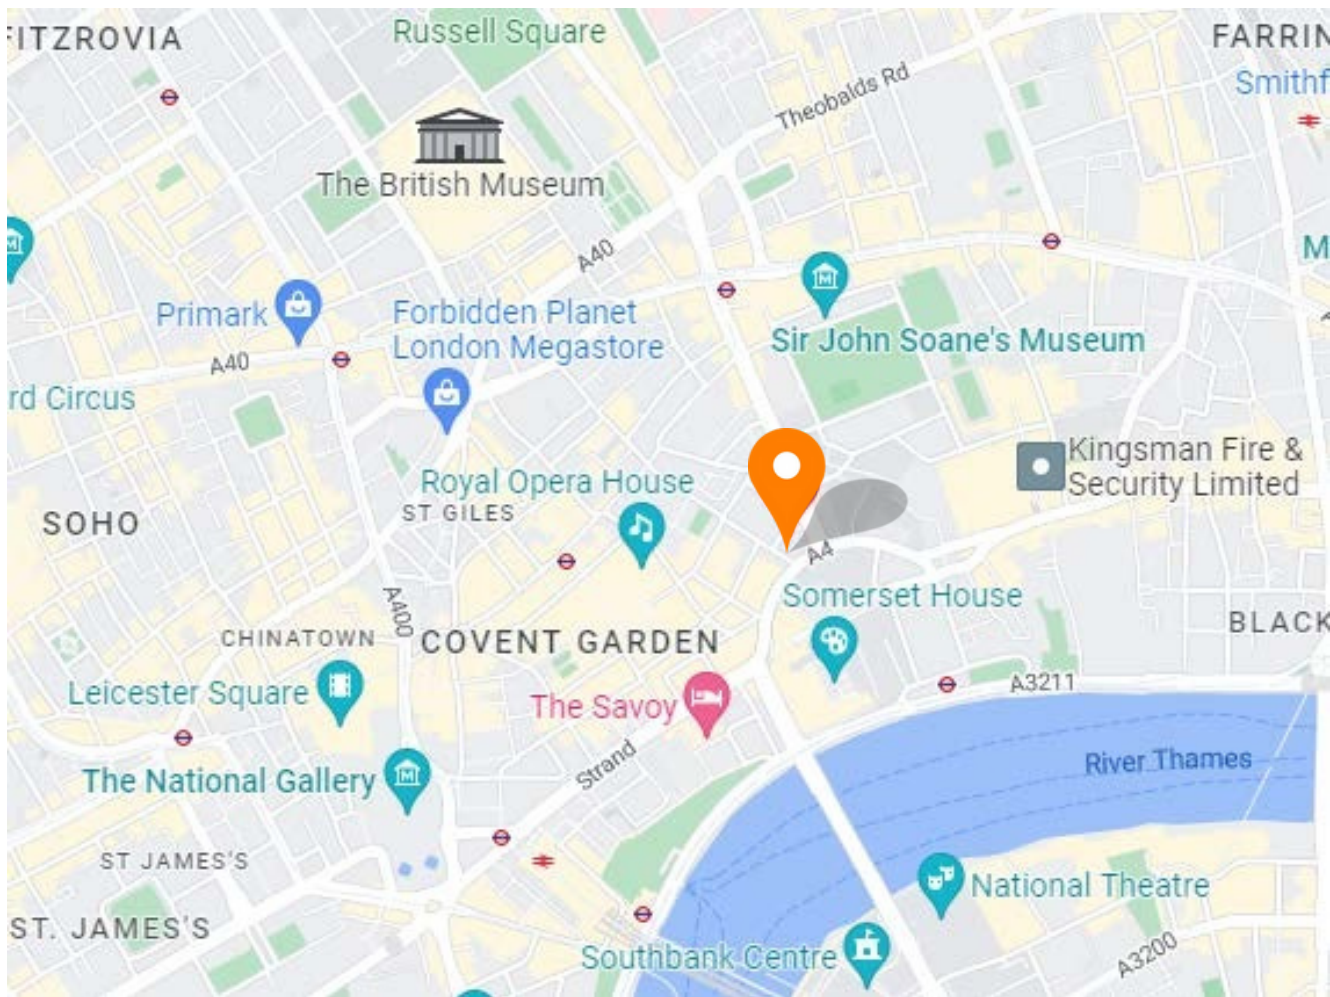 FITZROVIA
Russell Square
FARRIN
Smithf
Theobalds Rd
The British Museum
A40
M
Primark
Forbidden Planet
London Megastore
Sir John Soane's Museum
A40
rd Circus
Kingsman Fire &
Security Limited
Royal Opera House
ST GILES
SOHO
A4
Somerset House
A400
CHINATOWN
COVENT GARDEN
BLACK
Leicester Square
The Savoy
A3211
Strand
River Thames
The National Gallery
ST JAMES'S
National Theatre
ST. JAMES'S
Southbank Centre
A3200